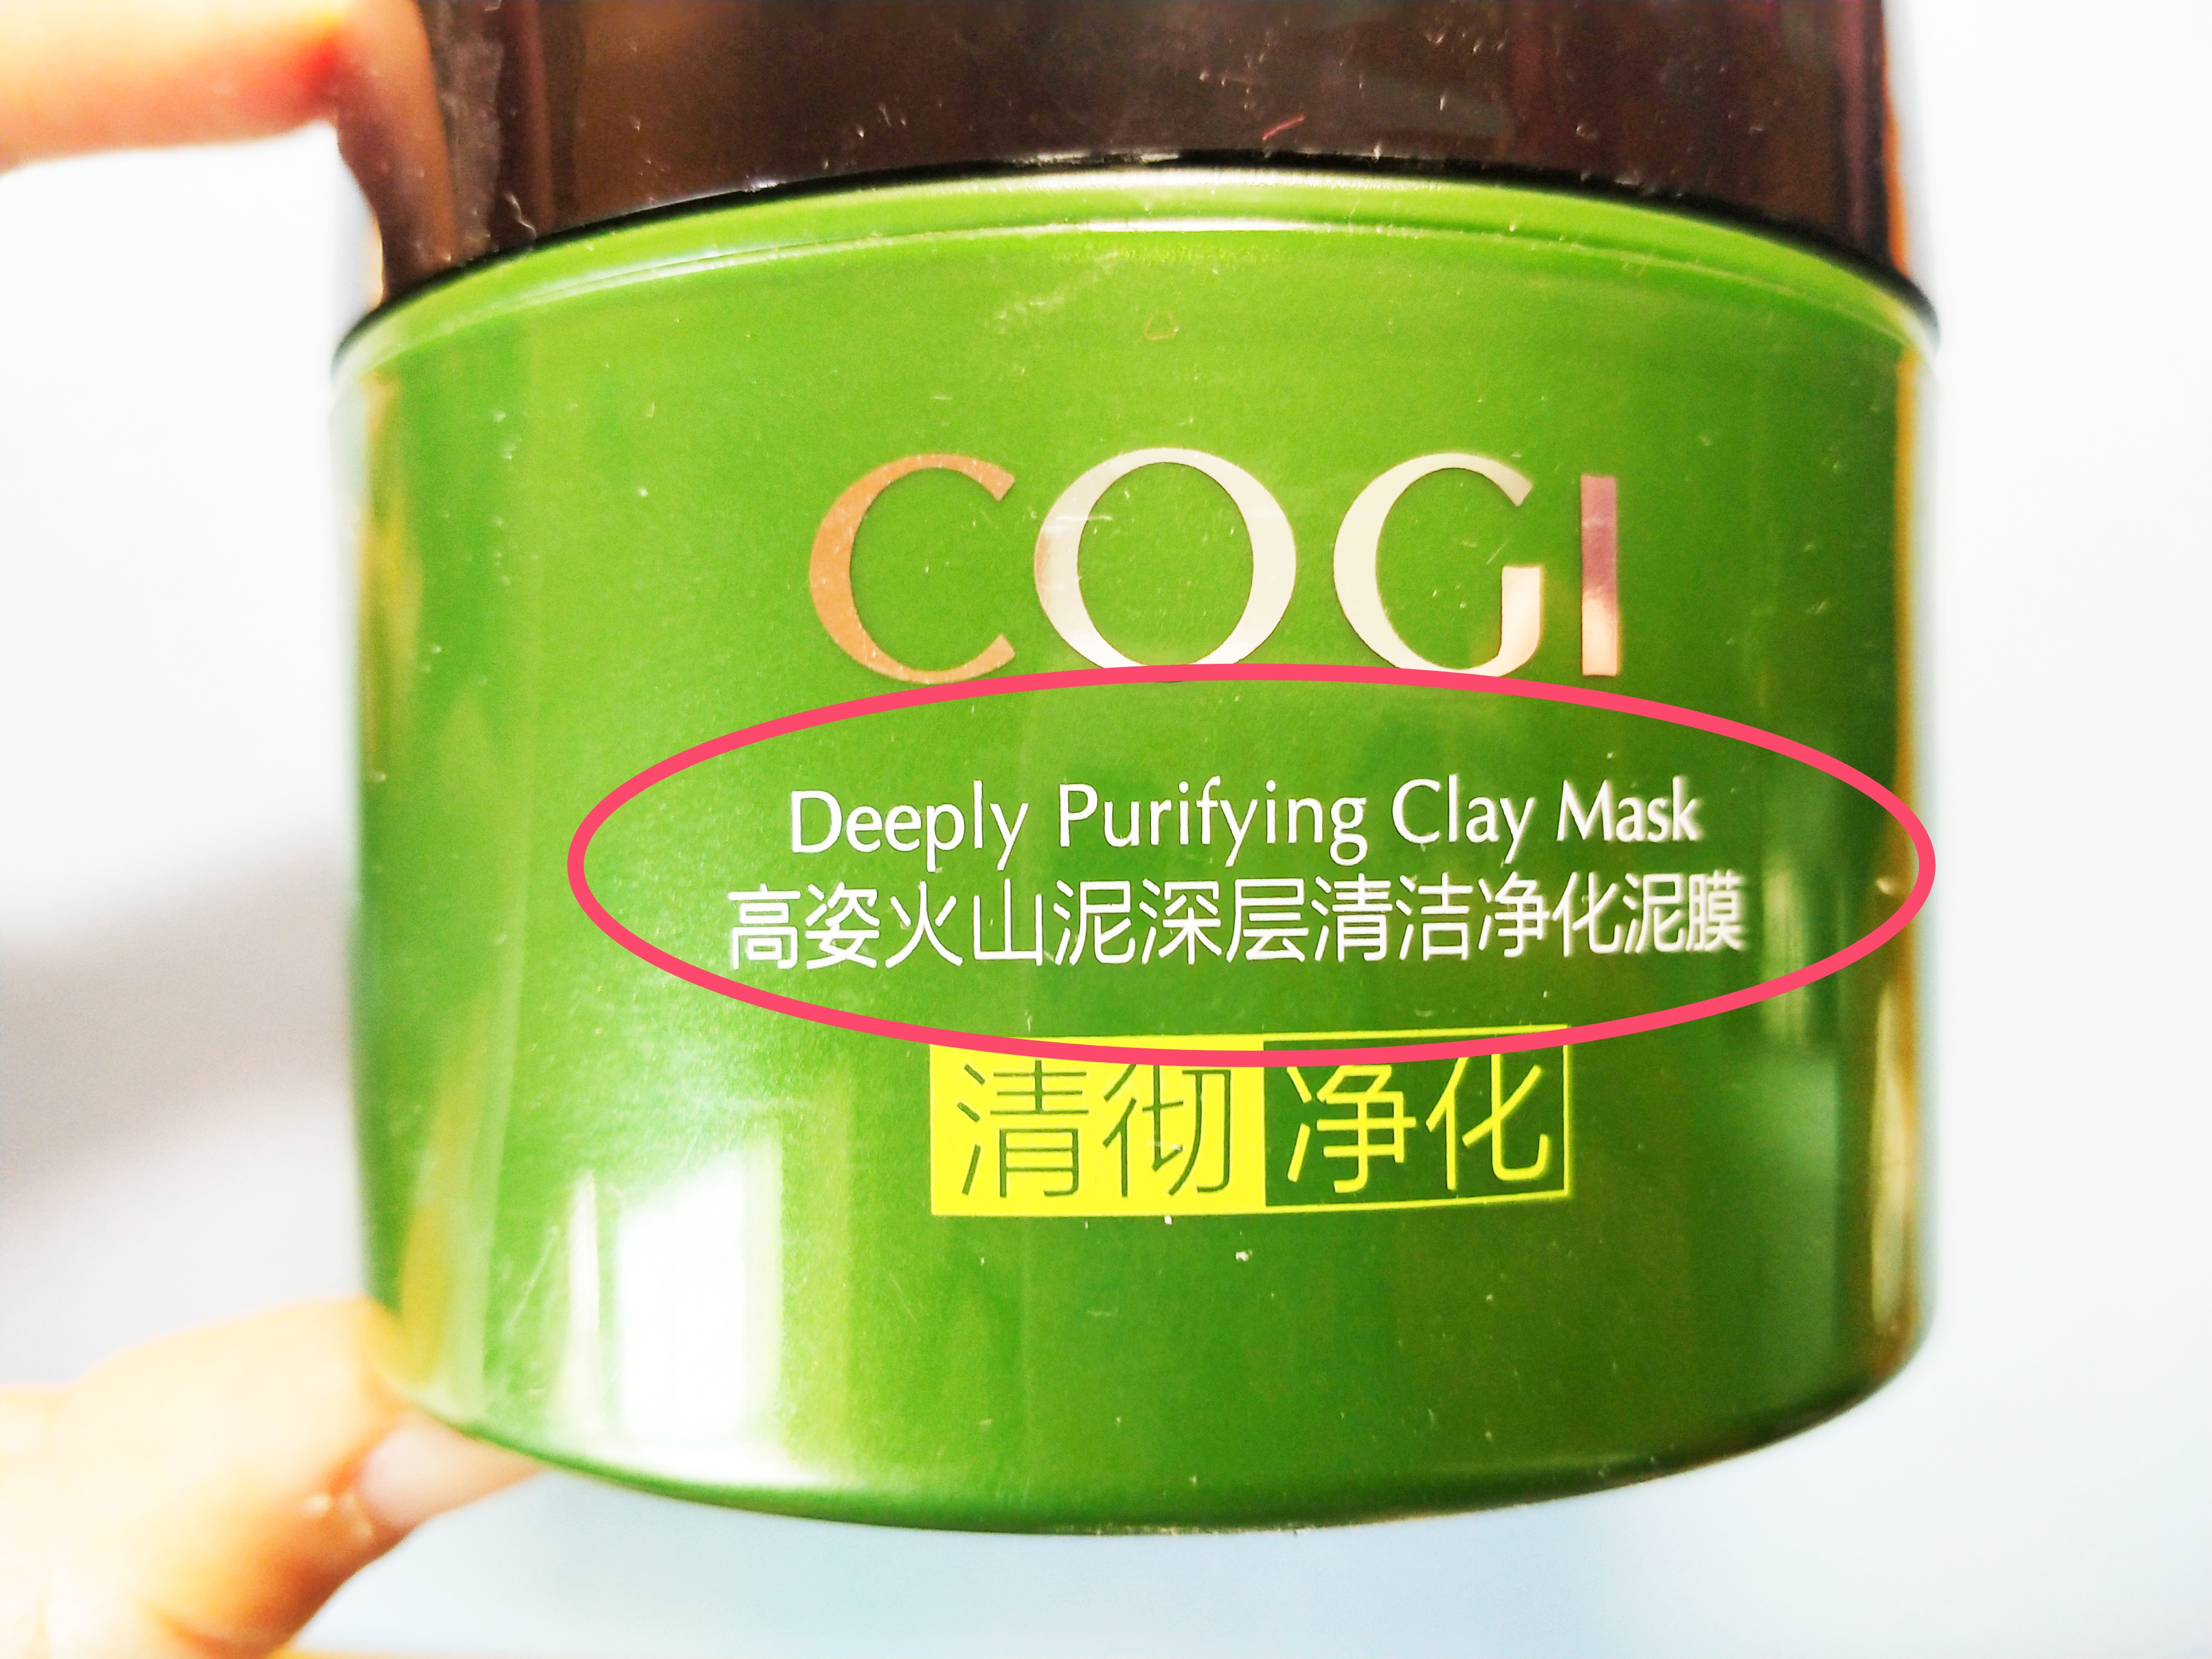 COGI
Deeply Purifying Clay Mask
高姿火山泥深层清洁净化泥膜
清彻净化